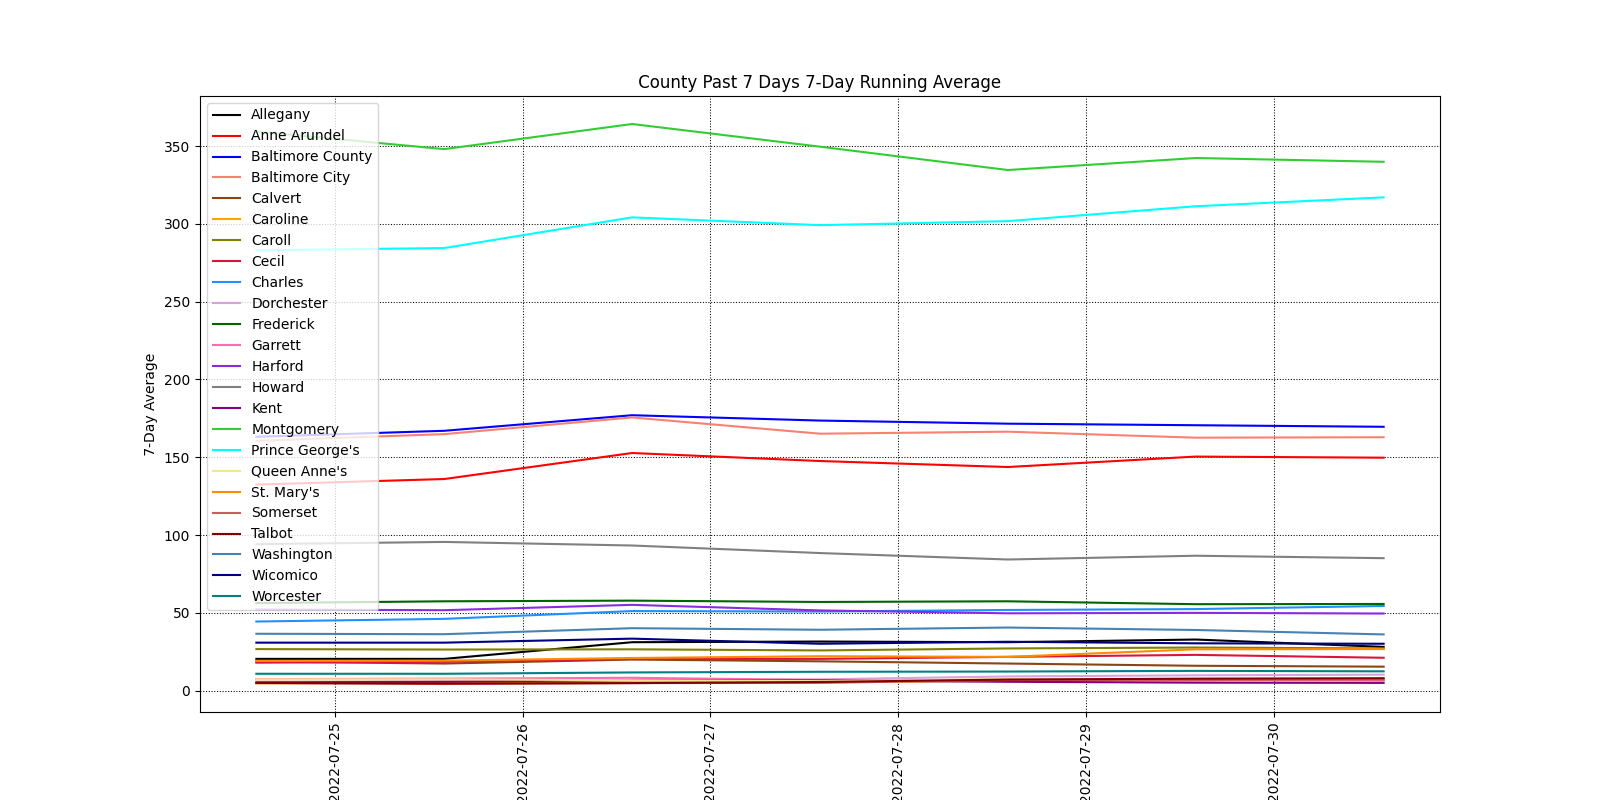 County Past 7 Days 7-Day Running Average
Allegany
Anne Arundel
Baltimore County
Baltimore City
Calvert
Caroline
Caroll
Cecil
Charles
Dorchester
Frederick
Garrett
Harford
Howard
Kent
Montgomery
Prince George's
Queen Anne's
St. Mary's
Somerset
Talbot
Washington
Wicomico
Worcester
7-Day Average
350
300
250
200
150
100
50
0
2022-07-25
2022-07-26
2022-07-27
2022-07-28
2022-07-29
2022-07-30